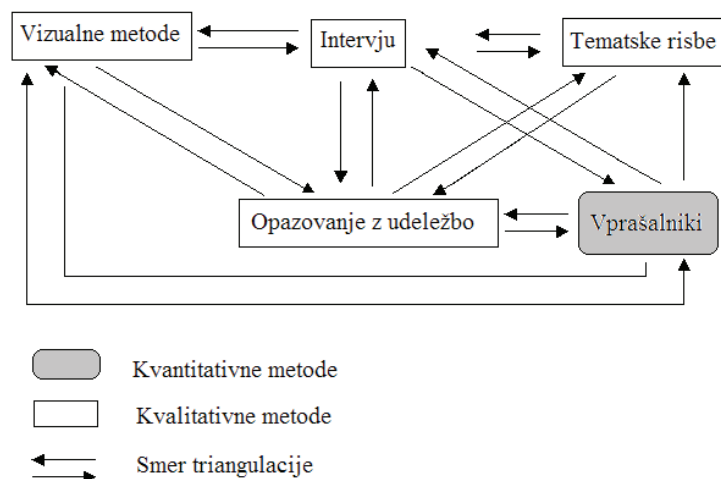 Vizualne metode
Intervju
Tematske risbe
Opazovanje z udeležbo
Vprašalniki
Kvantitativne metode
Kvalitativne metode
Smer triangulacije